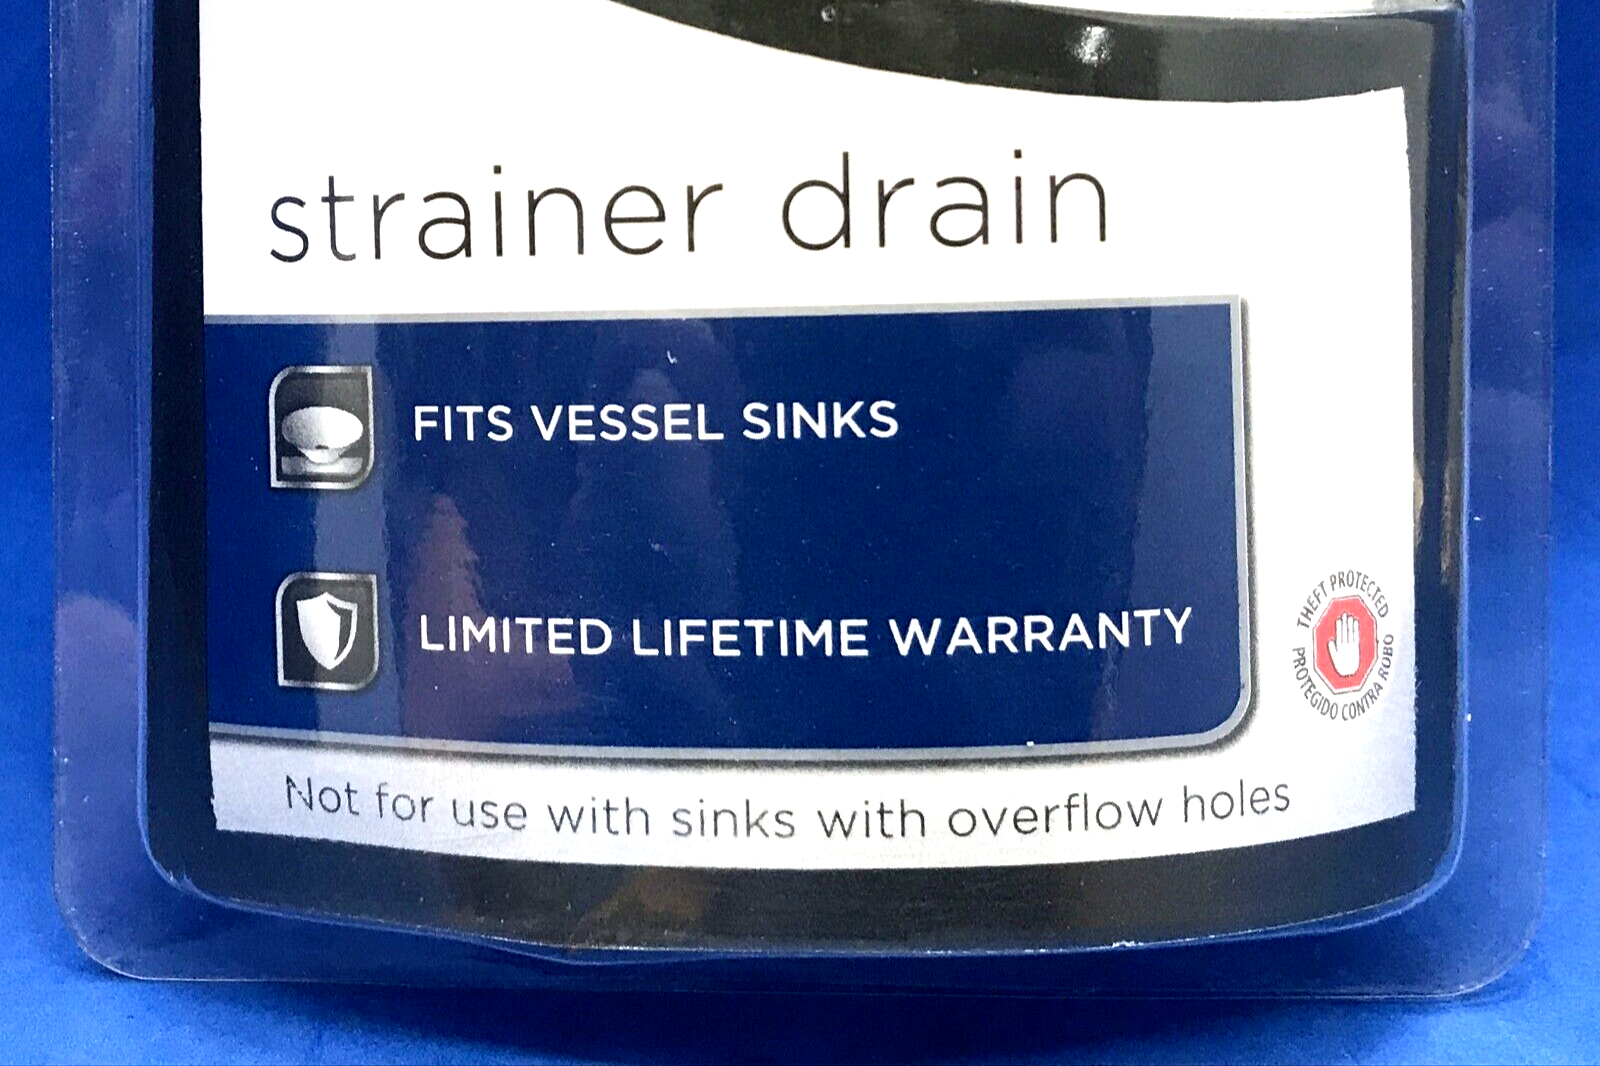 strainer drain
FITS VESSEL SINKS
LIMITED LIFETIME WARRANTY
THEFT PROTECTED
PROTEGIDO CONTRA ROBO
Not for use with sinks with overflow holes